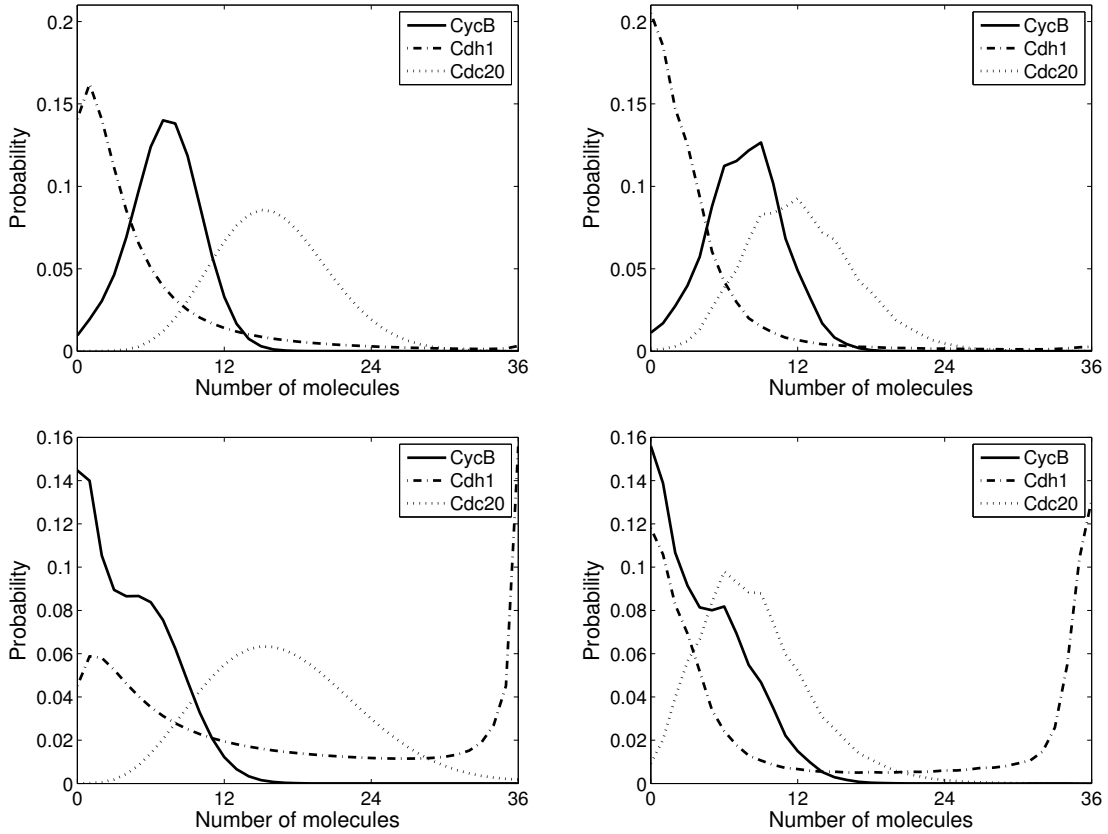 0.2
0.15
0.1
0.05
0
Probability
0 12 24 36
Number of molecules
CycB
Cdh1
Cdc20
0.2
0.15
0.1
0.05
0
Probability
0 12 24 36
Number of molecules
CycB
Cdh1
Cdc20
0.16
0.14
0.12
0.1
0.08
0.06
0.04
0.02
0
Probability
0 12 24 36
Number of molecules
CycB
Cdh1
Cdc20
0.16
0.14
0.12
0.1
0.08
0.06
0.04
0.02
0
Probability
0 12 24 36
Number of molecules
CycB
Cdh1
Cdc20